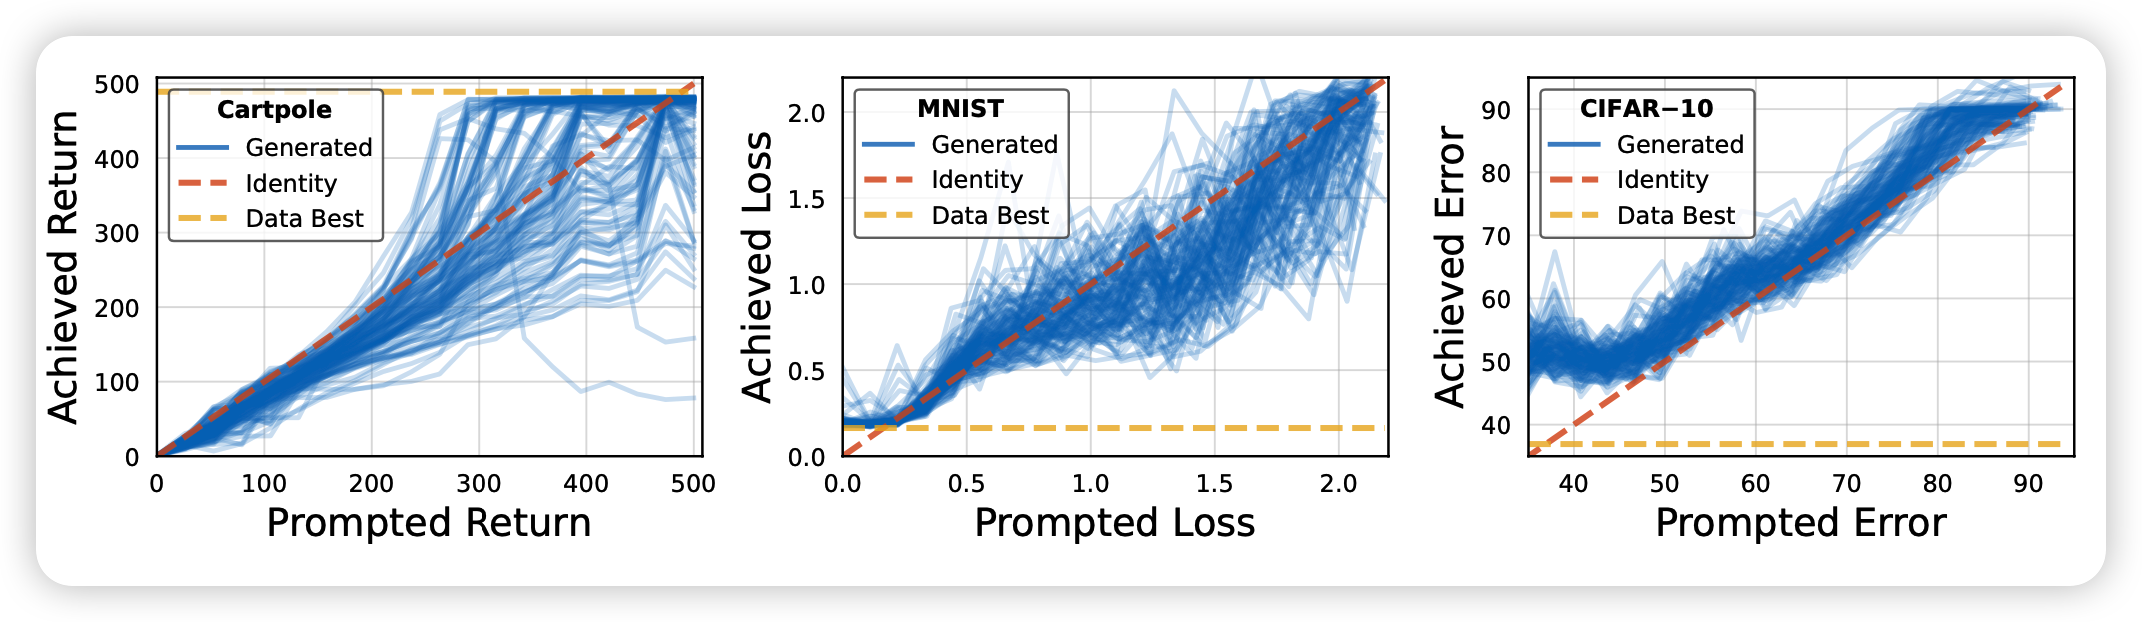 Cartpole
Generated
Identity
Data Best
500
400
300
200
100
0
0 100 200 300 400 500
Achieved Return
Prompted Return
MNIST
Generated
Identity
Data Best
2.0
1.5
1.0
0.5
0.0
0.0 0.5 1.0 1.5 2.0
Achieved Loss
Prompted Loss
CIFAR−10
Generated
Identity
Data Best
90
80
70
60
50
40
40 50 60 70 80 90
Achieved Error
Prompted Error